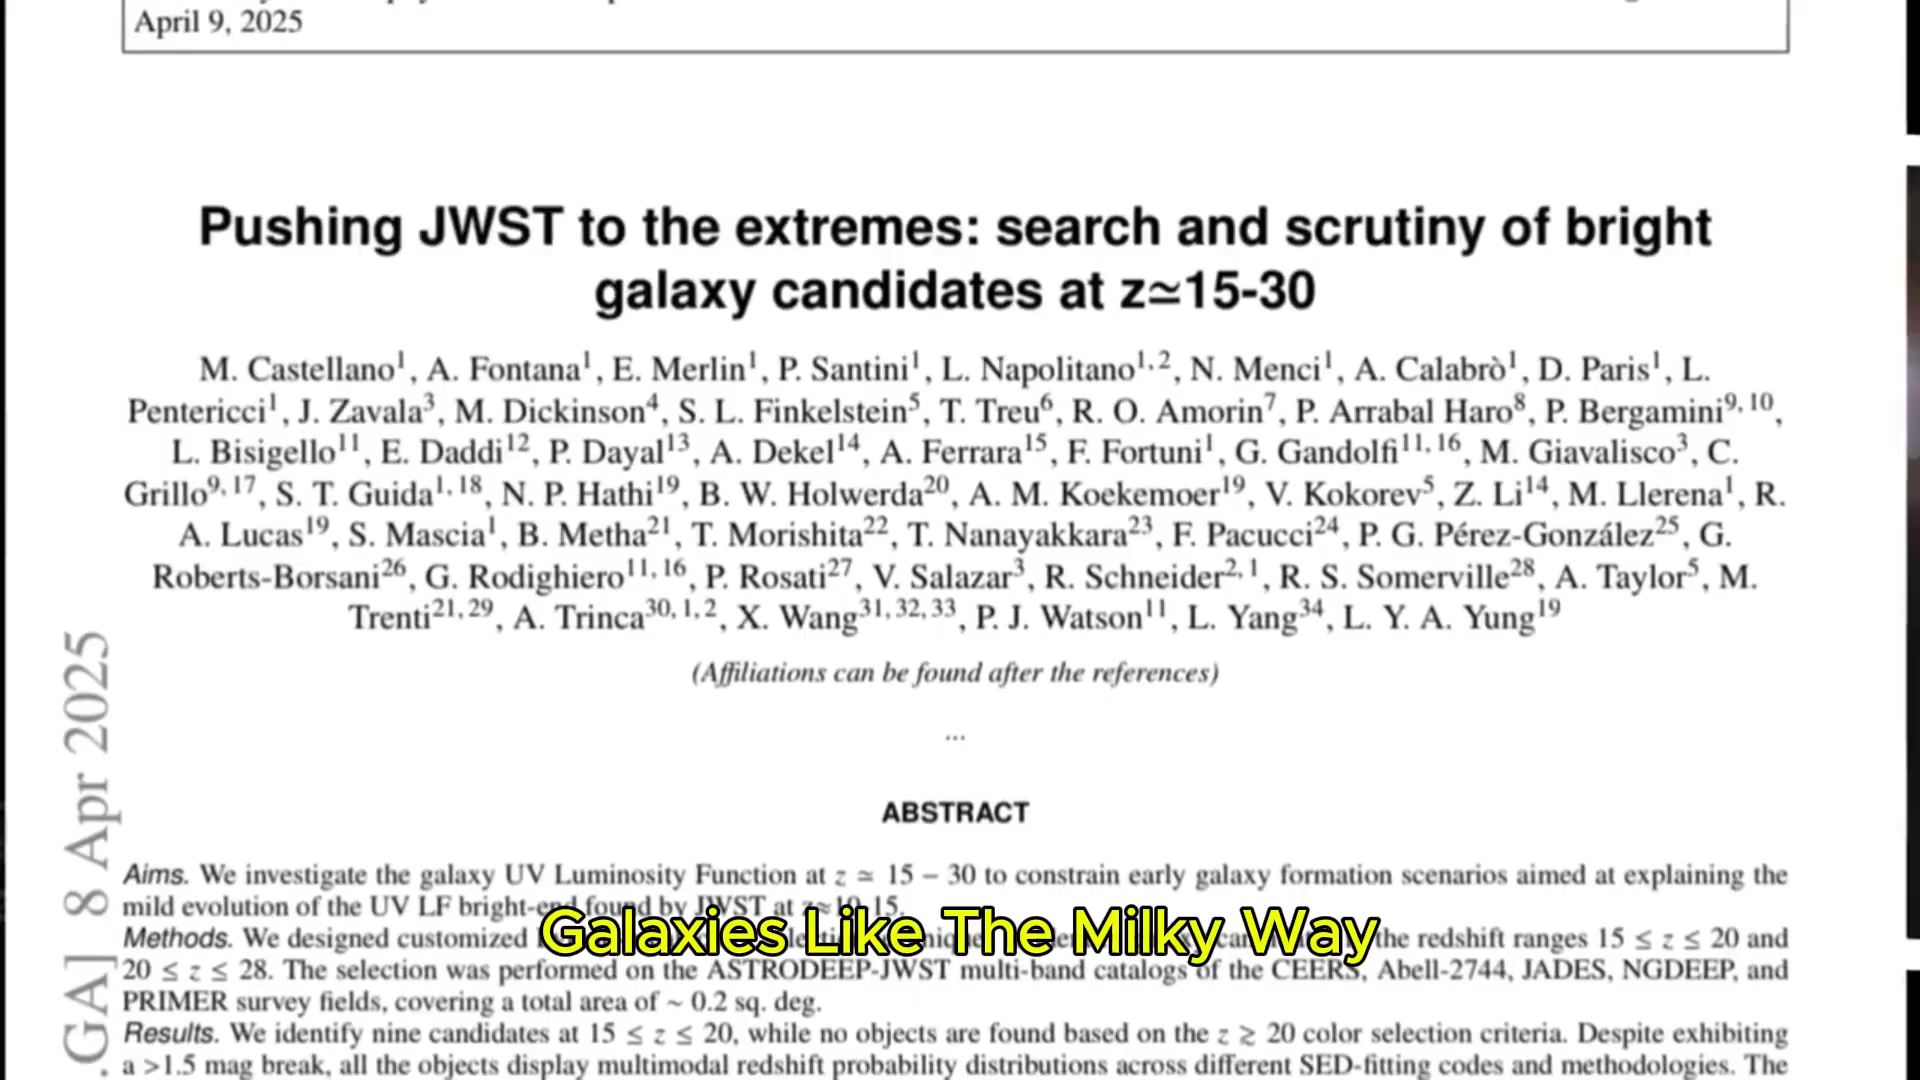 April 9, 2025
Pushing JWST to the extremes: search and scrutiny of bright
galaxy candidates at z≃15-30
M. Castellano1, A. Fontana1, E. Merlin1, P. Santini1, L. Napolitano1, 2, N. Menci1, A. Calabrò1, D. Paris1, L.
Pentericci1, J. Zavala3, M. Dickinson4, S. L. Finkelstein5, T. Treu6, R. O. Amorin7, P. Arrabal Haro8, P. Bergamini9, 10,
L. Bisigello11, E. Daddi12, P. Dayal13, A. Dekel14, A. Ferrara15, F. Fortuni1, G. Gandolfi11, 16, M. Giavalisco3, C.
Grillo9, 17, S. T. Guida1, 18, N. P. Hathi19, B. W. Holwerda20, A. M. Koekemoer19, V. Kokorev5, Z. Li14, M. Llerena1, R.
A. Lucas19, S. Mascia1, B. Metha21, T. Morishita22, T. Nanayakkara23, F. Pacucci24, P. G. Pérez-González25, G.
Roberts-Borsani26, G. Rodighiero11, 16, P. Rosati27, V. Salazar3, R. Schneider2, 1, R. S. Somerville28, A. Taylor5, M.
Trenti21, 29, A. Trinca30, 1, 2, X. Wang31, 32, 33, P. J. Watson11, L. Yang34, L. Y. A. Yung19
(Affiliations can be found after the references)
...
ABSTRACT
Aims. We investigate the galaxy UV Luminosity Function at z ≃ 15 − 30 to constrain early galaxy formation scenarios aimed at explaining the
mild evolution of the UV LF bright-end found by JWST at z≃10-15.
Methods. We designed customized the redshift ranges 15 ≤ z ≤ 20 and
Galaxies Like The Milky Way
20 ≤ z ≤ 28. The selection was performed on the ASTRODEEP-JWST multi-band catalogs of the CEERS, Abell-2744, JADES, NGDEEP, and
PRIMER survey fields, covering a total area of ~ 0.2 sq. deg.
Results. We identify nine candidates at 15 ≤ z ≤ 20, while no objects are found based on the z ≥ 20 color selection criteria. Despite exhibiting
a >1.5 mag break, all the objects display multimodal redshift probability distributions across different SED-fitting codes and methodologies. The
GA] 8 Apr 2025